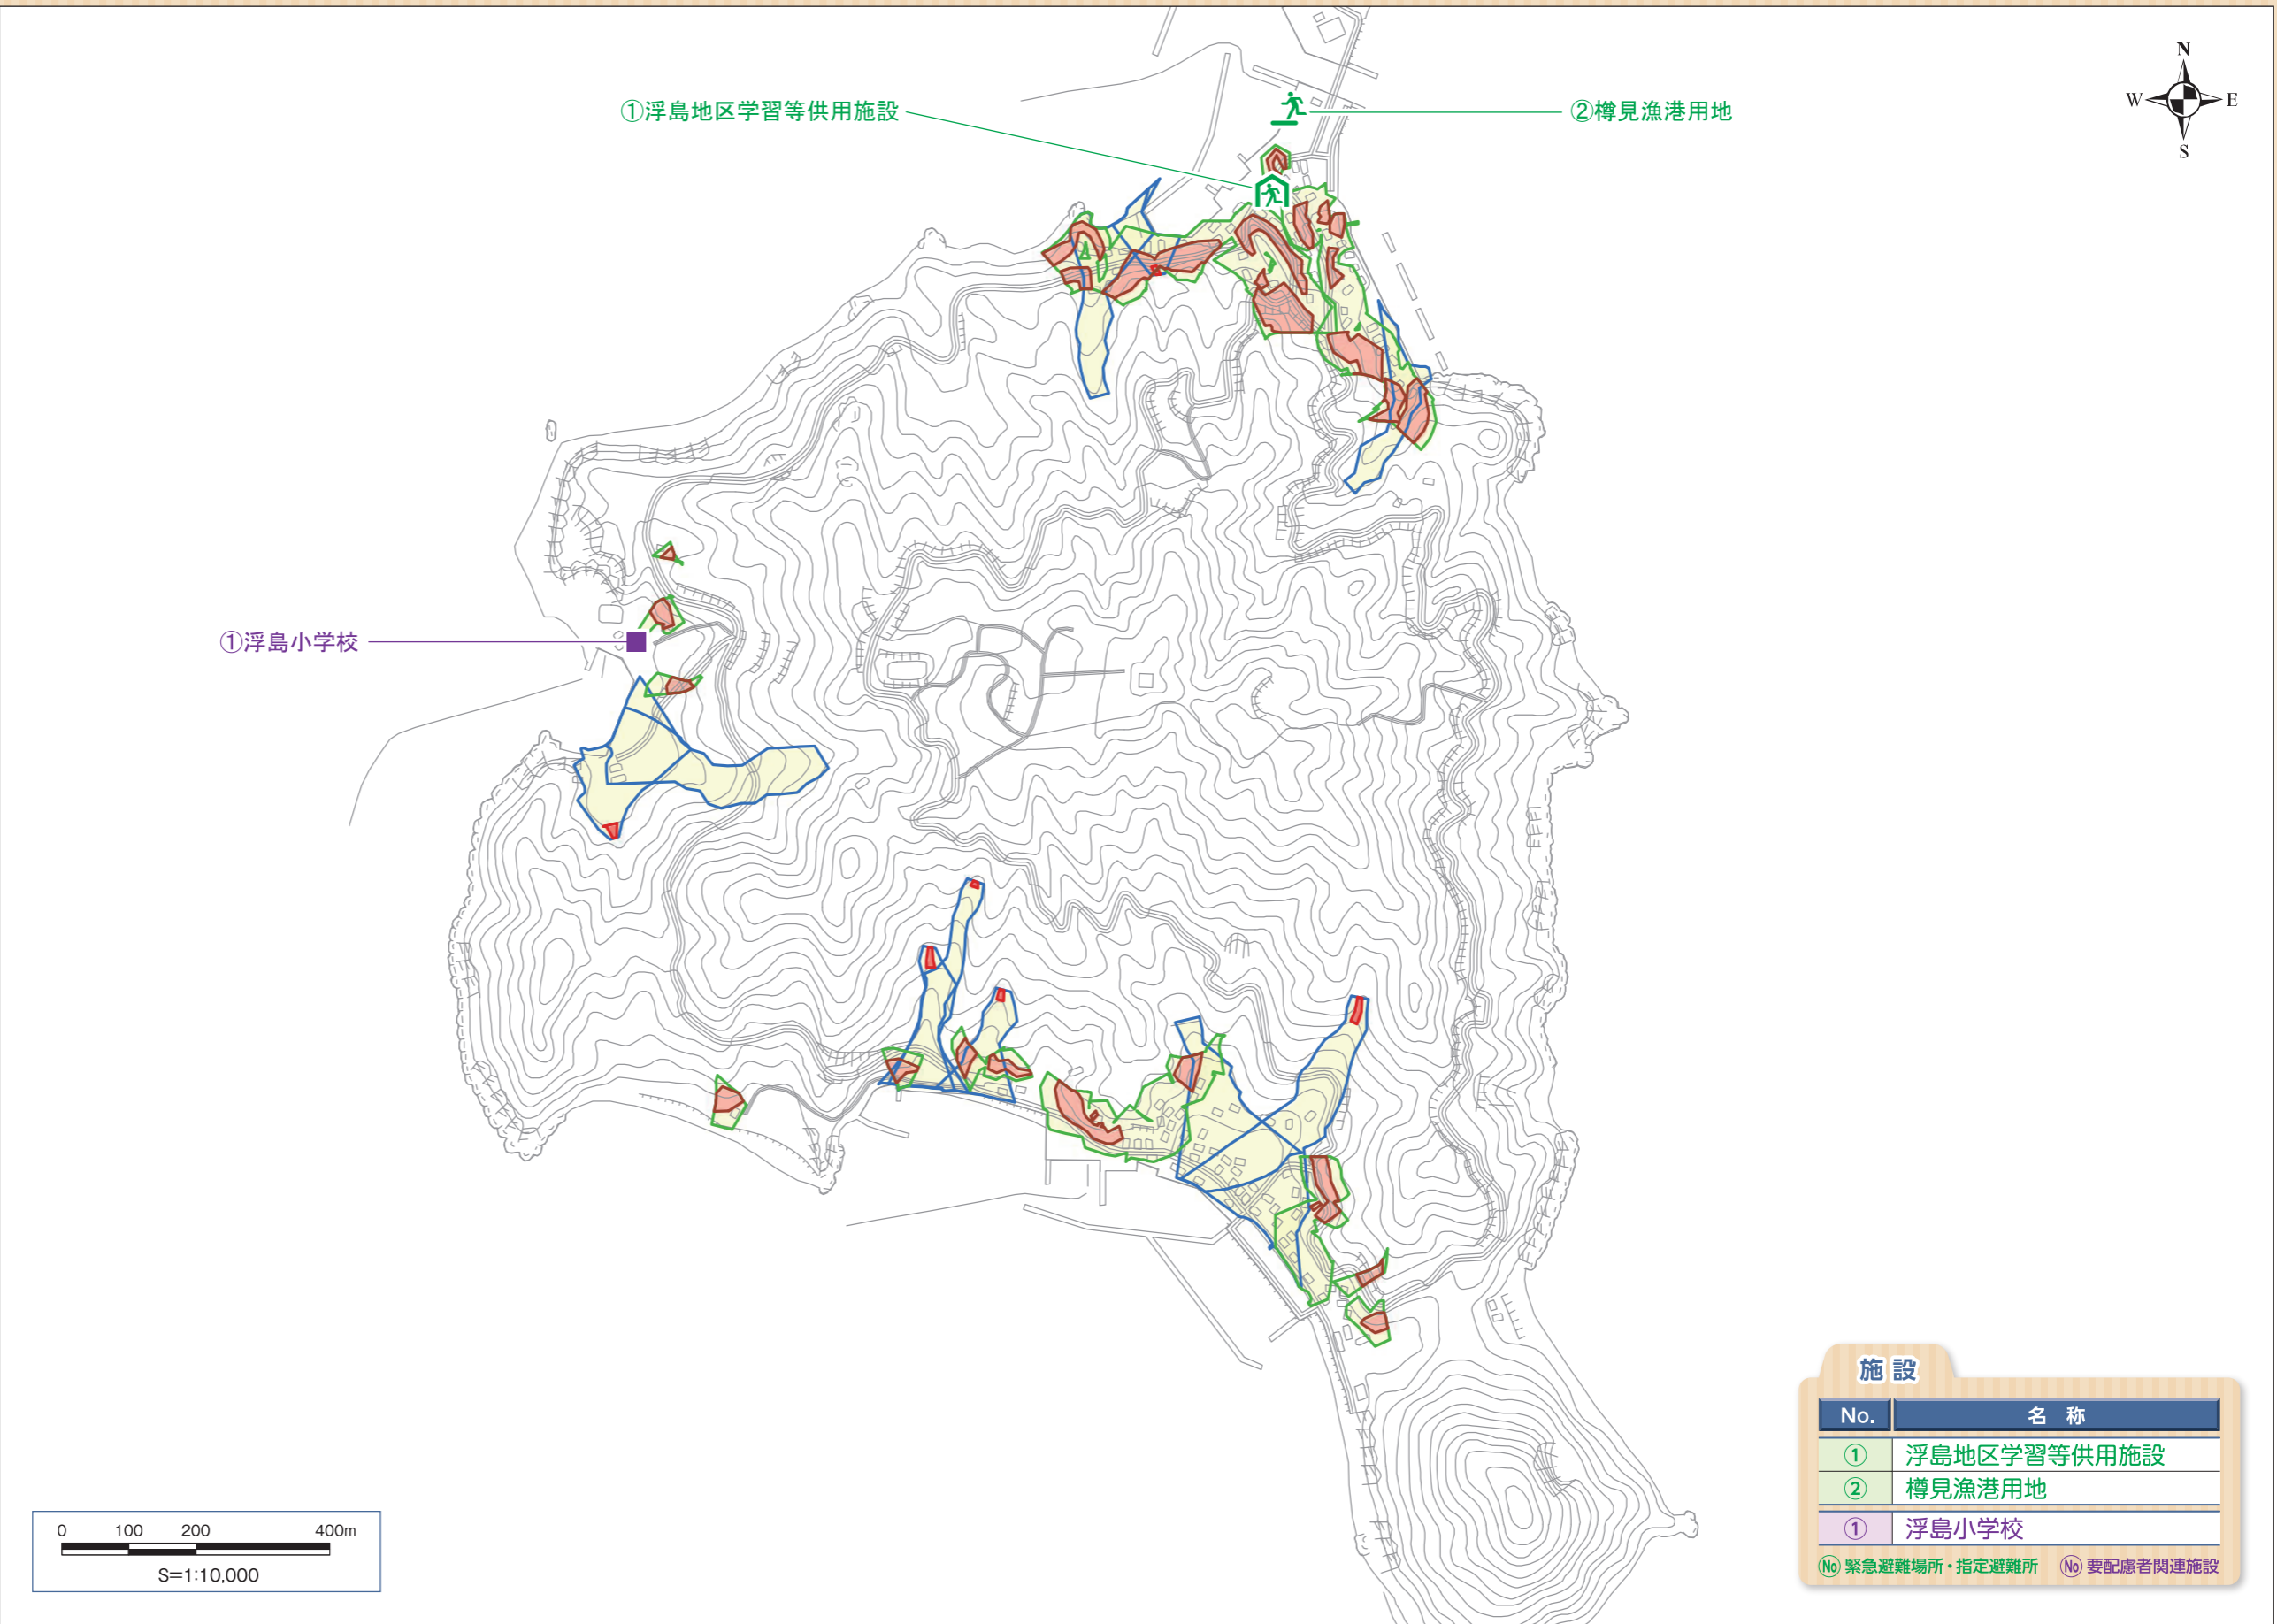 N
W E
S
①浮島地区学習等供用施設
②樽見漁港用地
①浮島小学校
施設
No. 名称
① 浮島地区学習等供用施設
② 樽見漁港用地
① 浮島小学校
No 緊急避難場所・指定避難所 No 要配慮者関連施設
0 100 200 400m
S=1:10,000